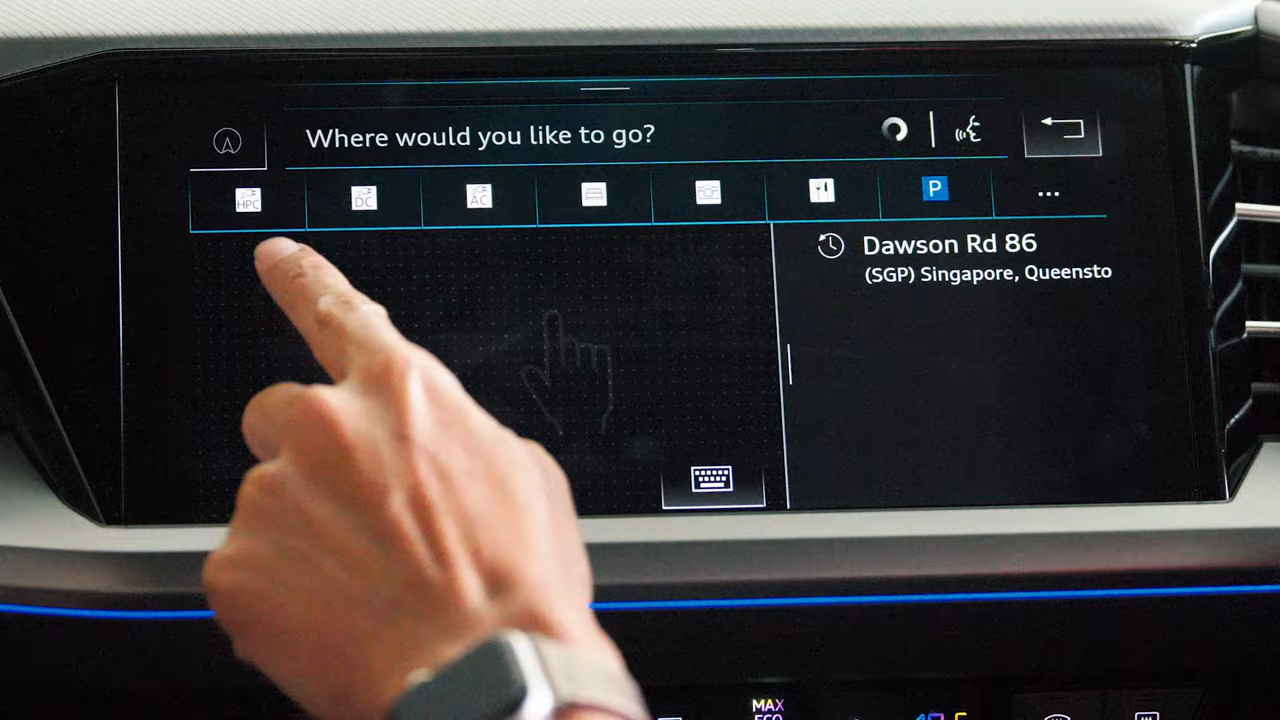 Where would you like to go?
HPC DC AC P ...
Dawson Rd 86
(SGP) Singapore, Queensto
MAX
ECO